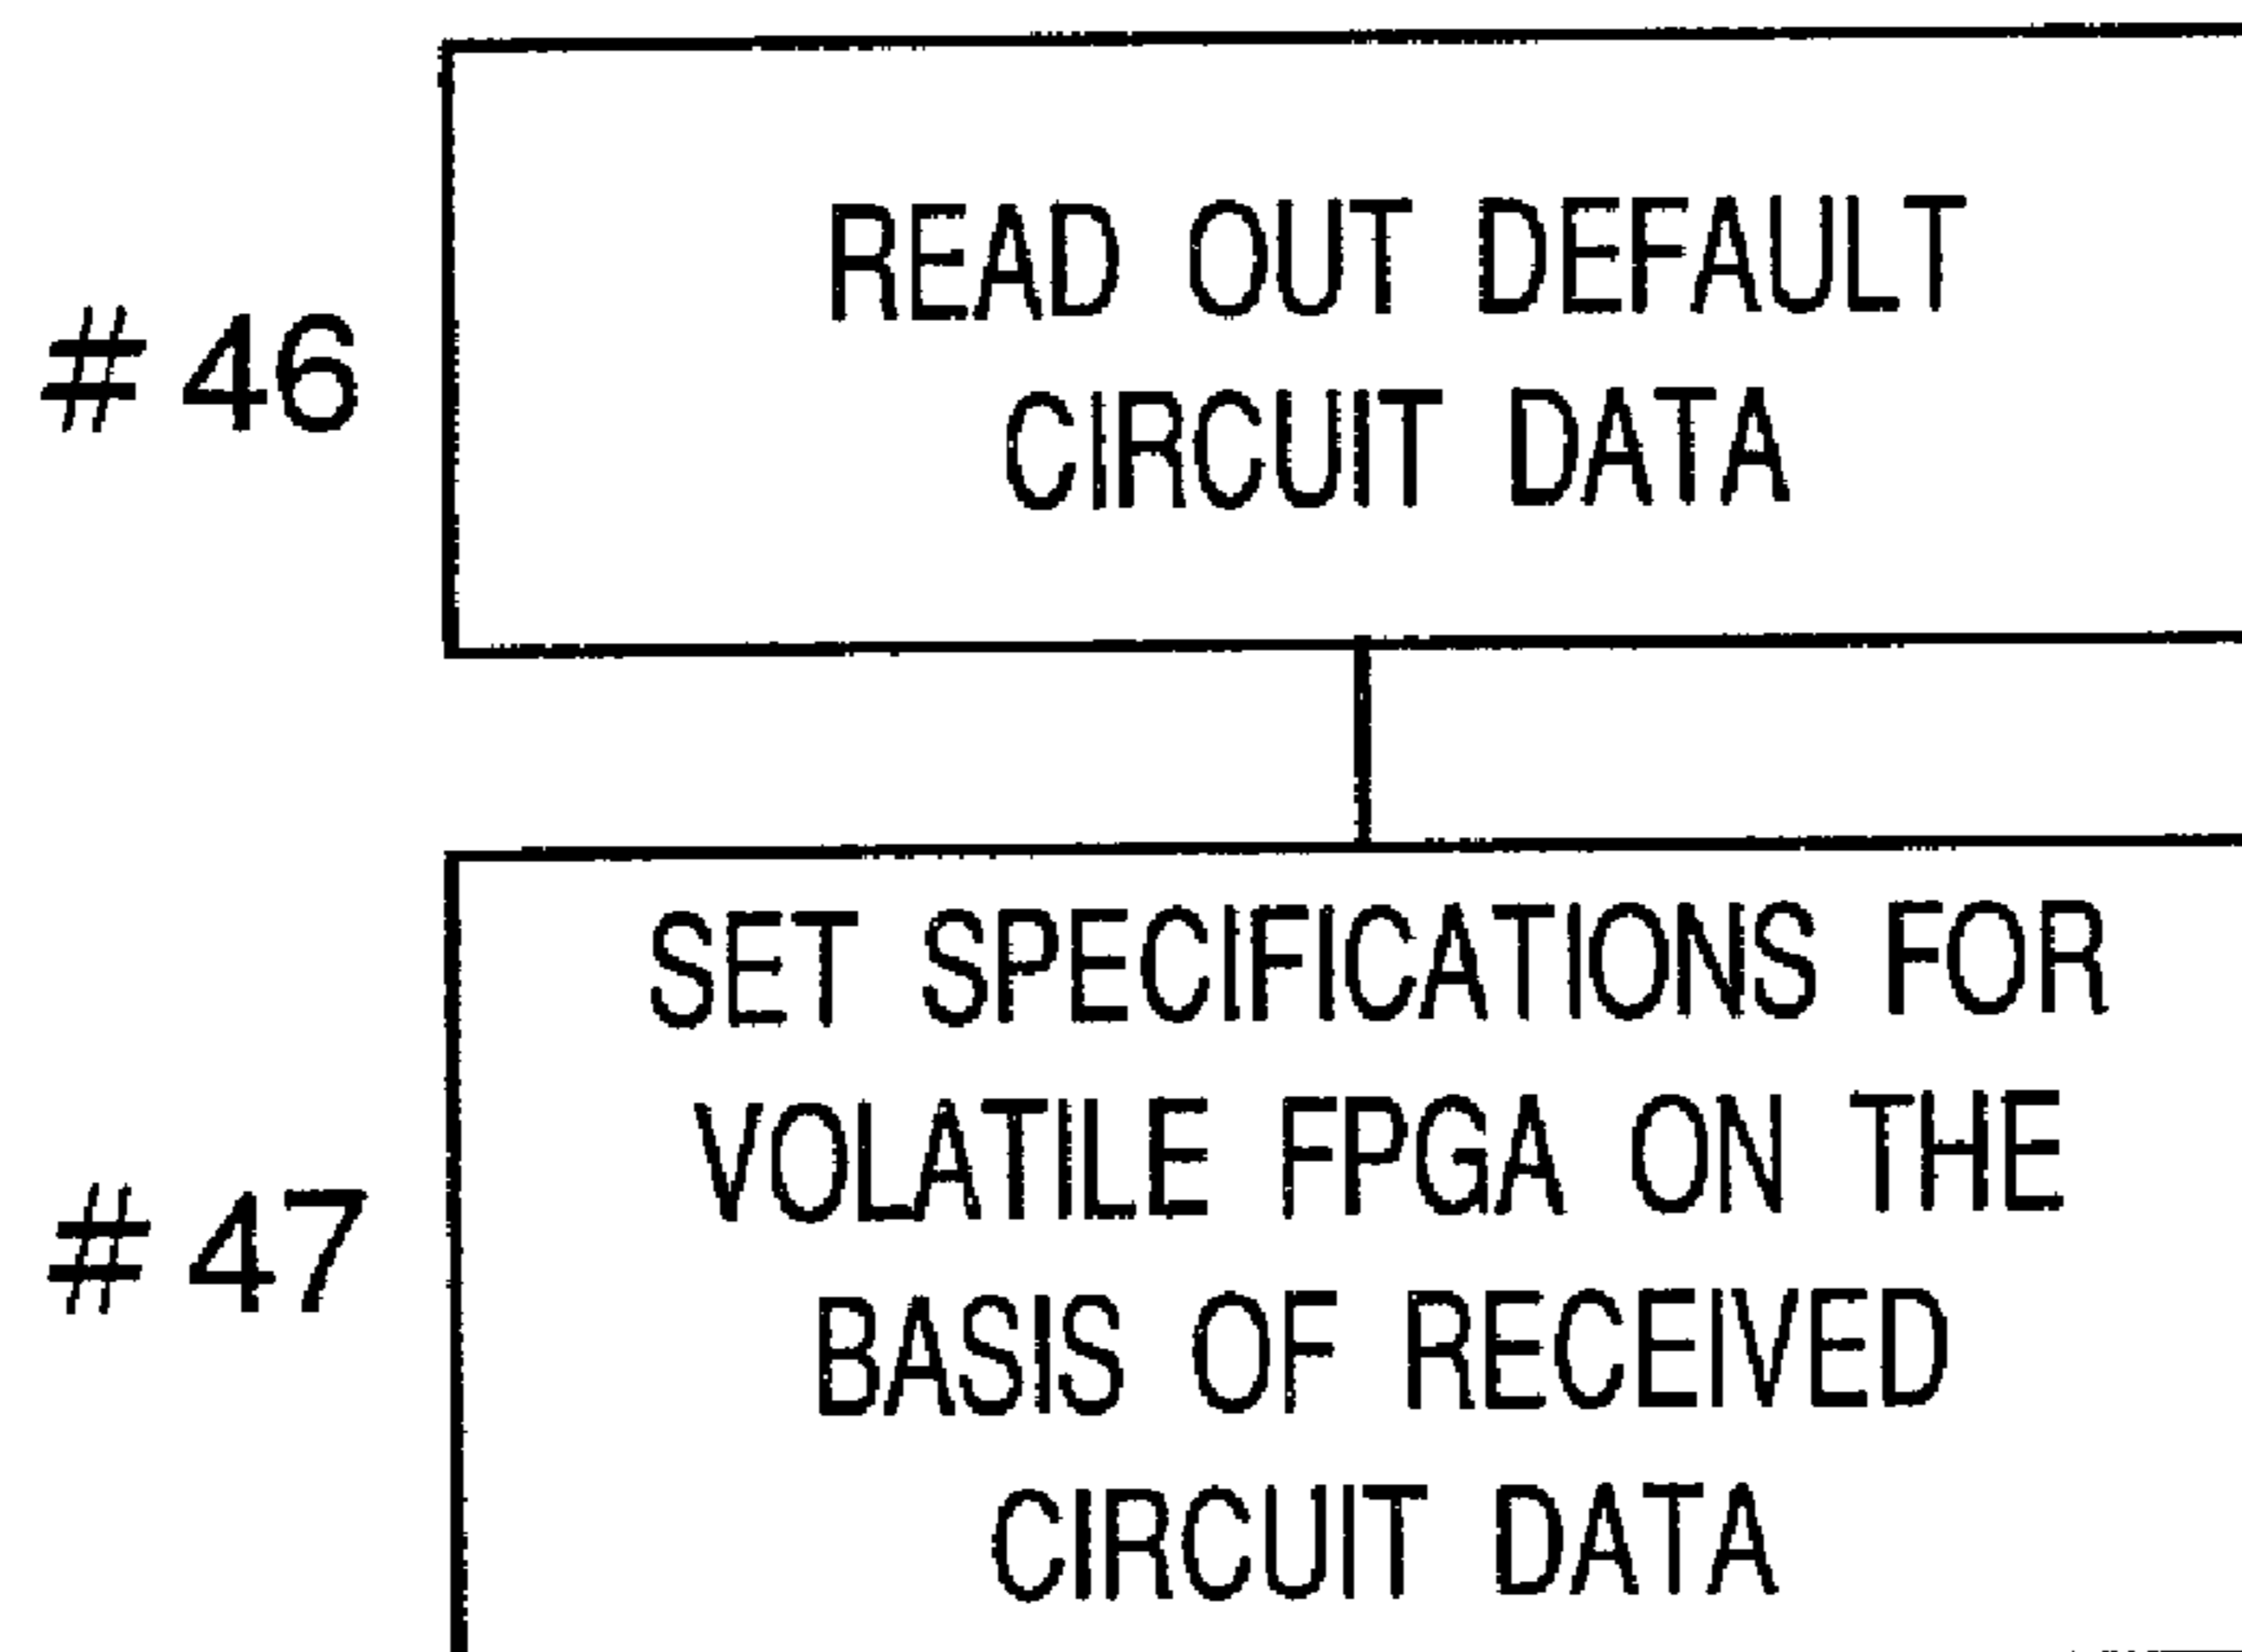 READ OUT DEFAULT
# 46
CIRCUIT DATA
SET SPECIFICATIONS FOR
VOLATILE FPGA ON THE
# 47
BASIS OF RECEIVED
CIRCUIT DATA